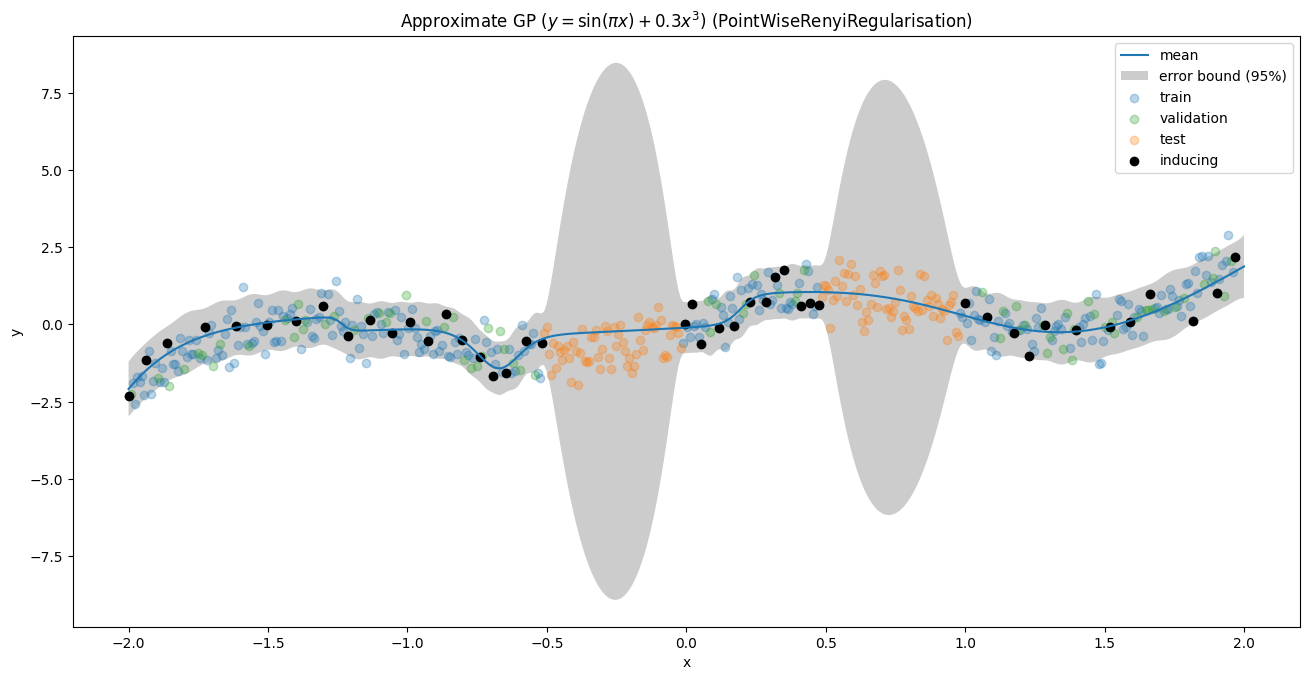 Approximate GP (y = sin(πx) + 0.3x³) (PointWiseRenyiRegularisation)
mean
error bound (95%)
train
validation
test
inducing
7.5
5.0
2.5
0.0
−2.5
−5.0
−7.5
y
−2.0 −1.5 −1.0 −0.5 0.0 0.5 1.0 1.5 2.0
x